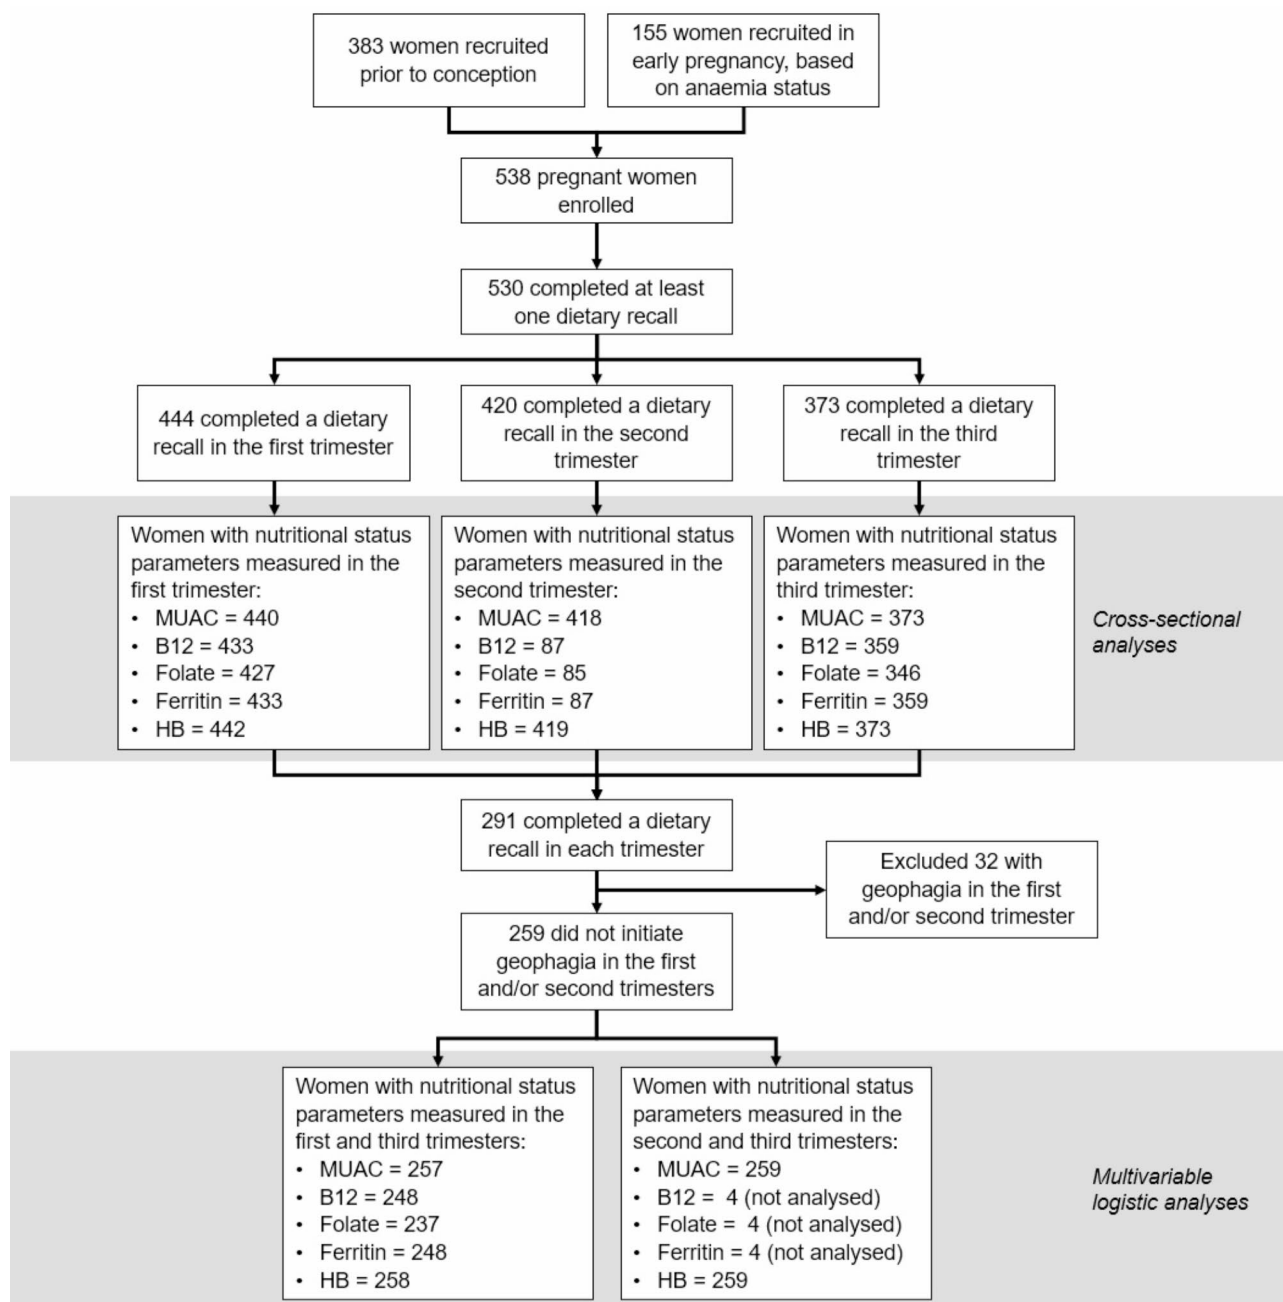 383 women recruited
prior to conception
155 women recruited in
early pregnancy, based
on anaemia status
538 pregnant women
enrolled
530 completed at least
one dietary recall
444 completed a dietary
recall in the first trimester
420 completed a dietary
recall in the second
trimester
373 completed a dietary
recall in the third
trimester
Women with nutritional status
parameters measured in the
first trimester:
• MUAC = 440
• B12 = 433
• Folate = 427
• Ferritin = 433
• HB = 442
Women with nutritional status
parameters measured in the
second trimester:
• MUAC = 418
• B12 = 87
• Folate = 85
• Ferritin = 87
• HB = 419
Women with nutritional status
parameters measured in the
third trimester:
• MUAC = 373
• B12 = 359
• Folate = 346
• Ferritin = 359
• HB = 373
Cross-sectional
analyses
291 completed a dietary
recall in each trimester
Excluded 32 with
geophagia in the first
and/or second trimester
259 did not initiate
geophagia in the first
and/or second trimesters
Women with nutritional status
parameters measured in the
first and third trimesters:
• MUAC = 257
• B12 = 248
• Folate = 237
• Ferritin = 248
• HB = 258
Women with nutritional status
parameters measured in the
second and third trimesters:
• MUAC = 259
• B12 = 4 (not analysed)
• Folate = 4 (not analysed)
• Ferritin = 4 (not analysed)
• HB = 259
Multivariable
logistic analyses